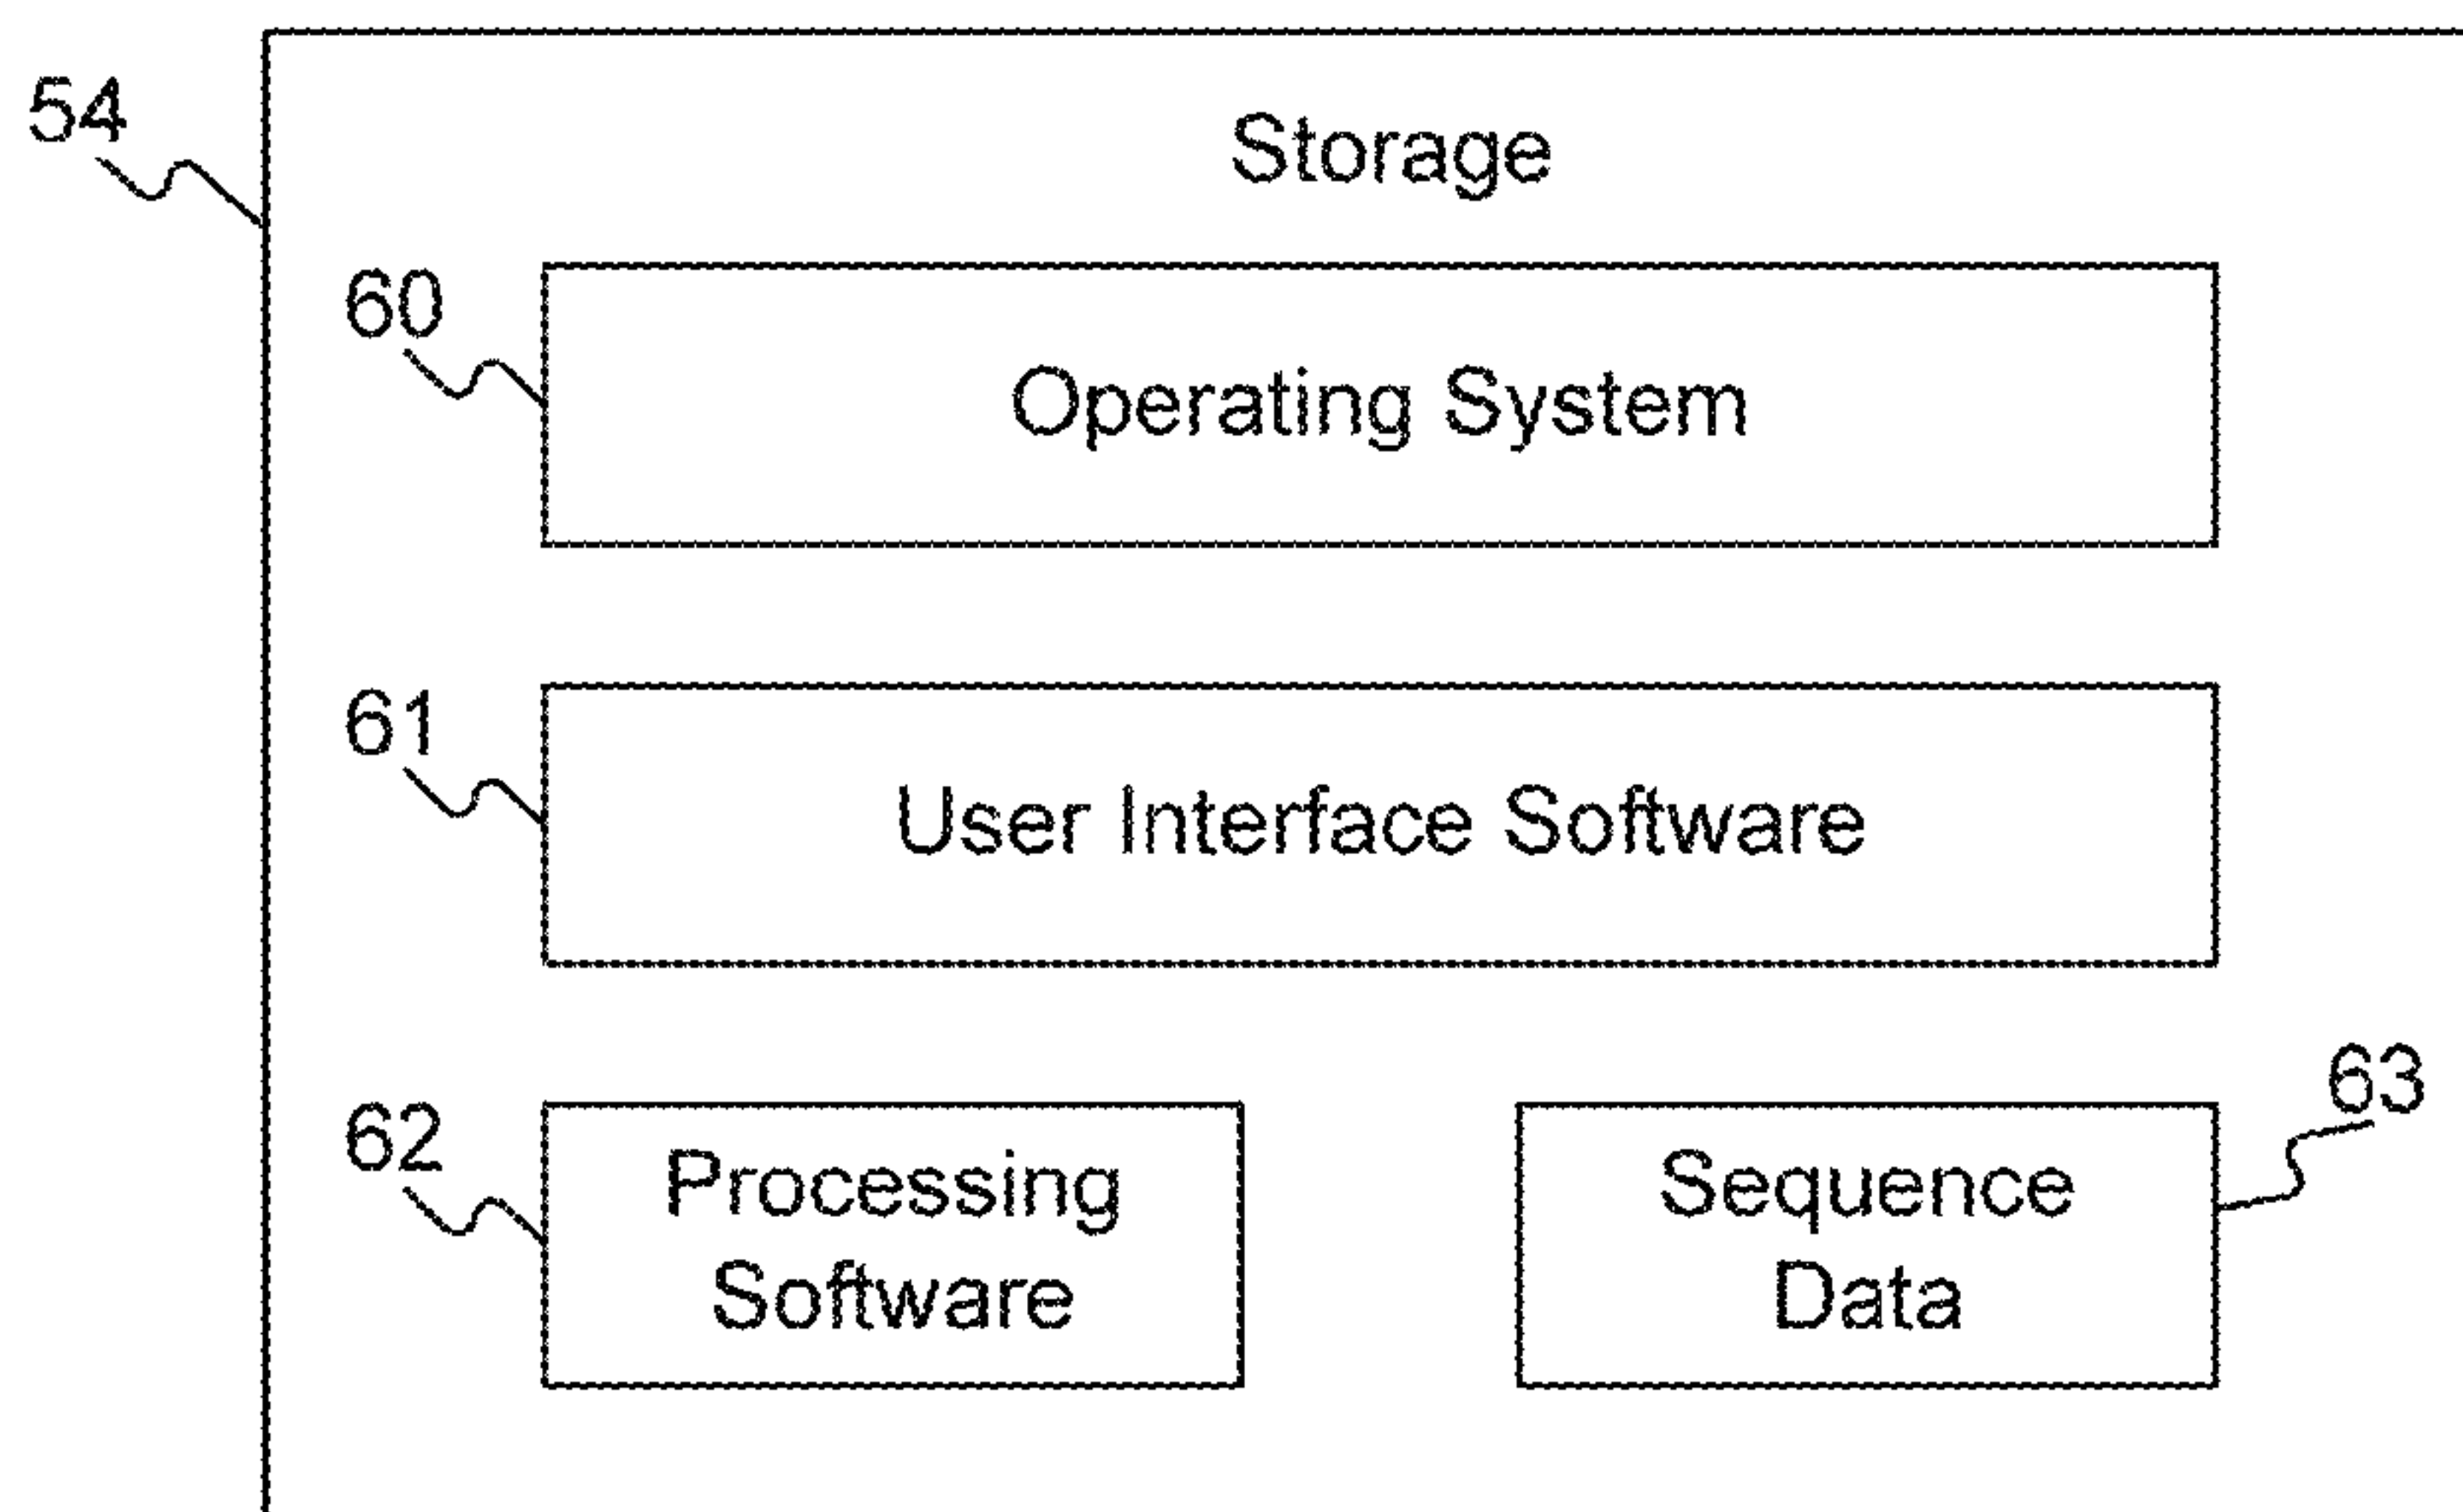 54
Storage
60
Operating System
61
User Interface Software
62
63
Processing
Software
Sequence
Data